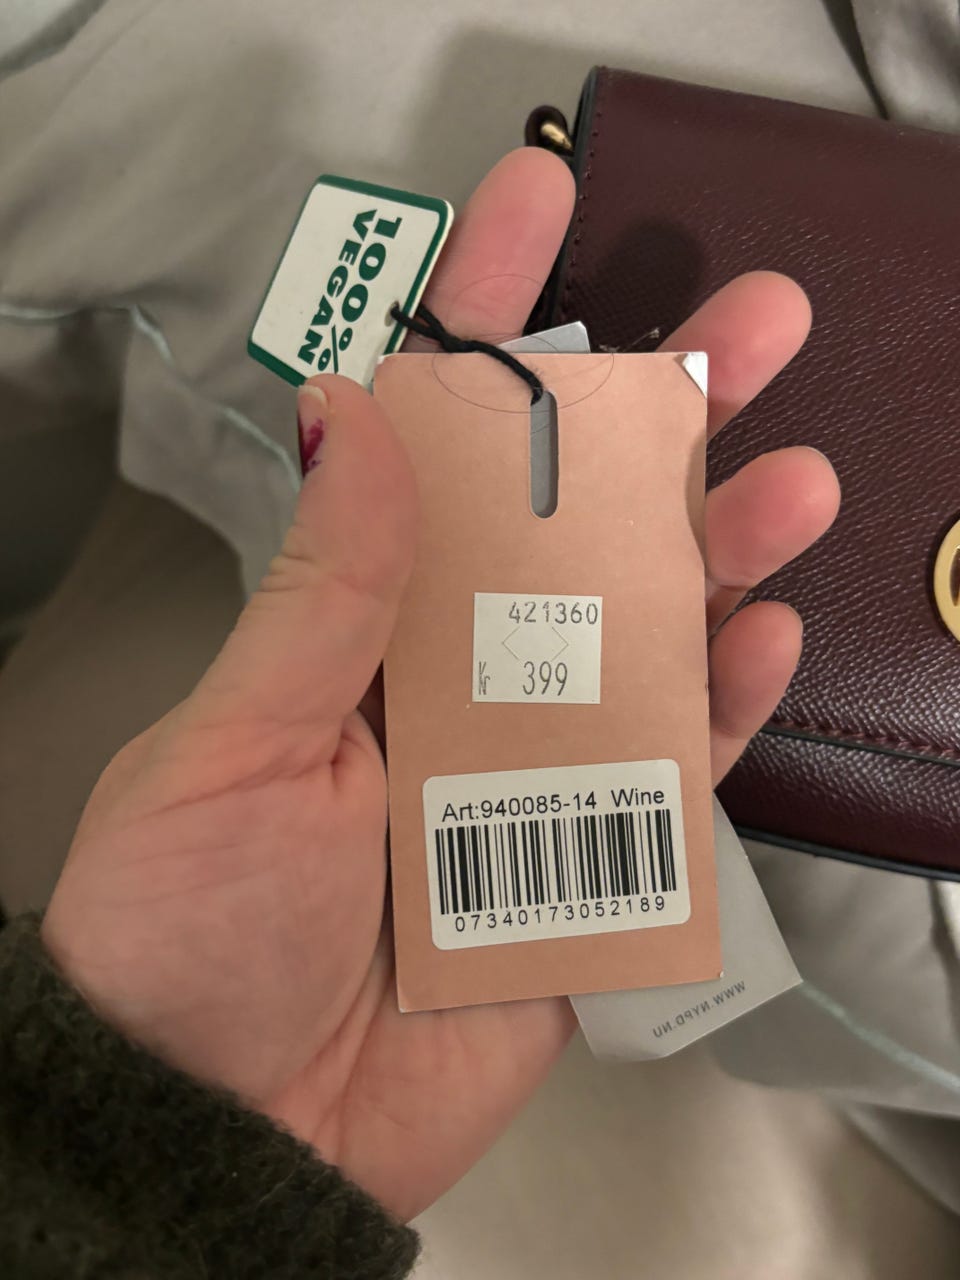 100%
VEGAN
421360
Kr 399
Art:940085-14 Wine
07340173052189
WWW.NYPD.NU